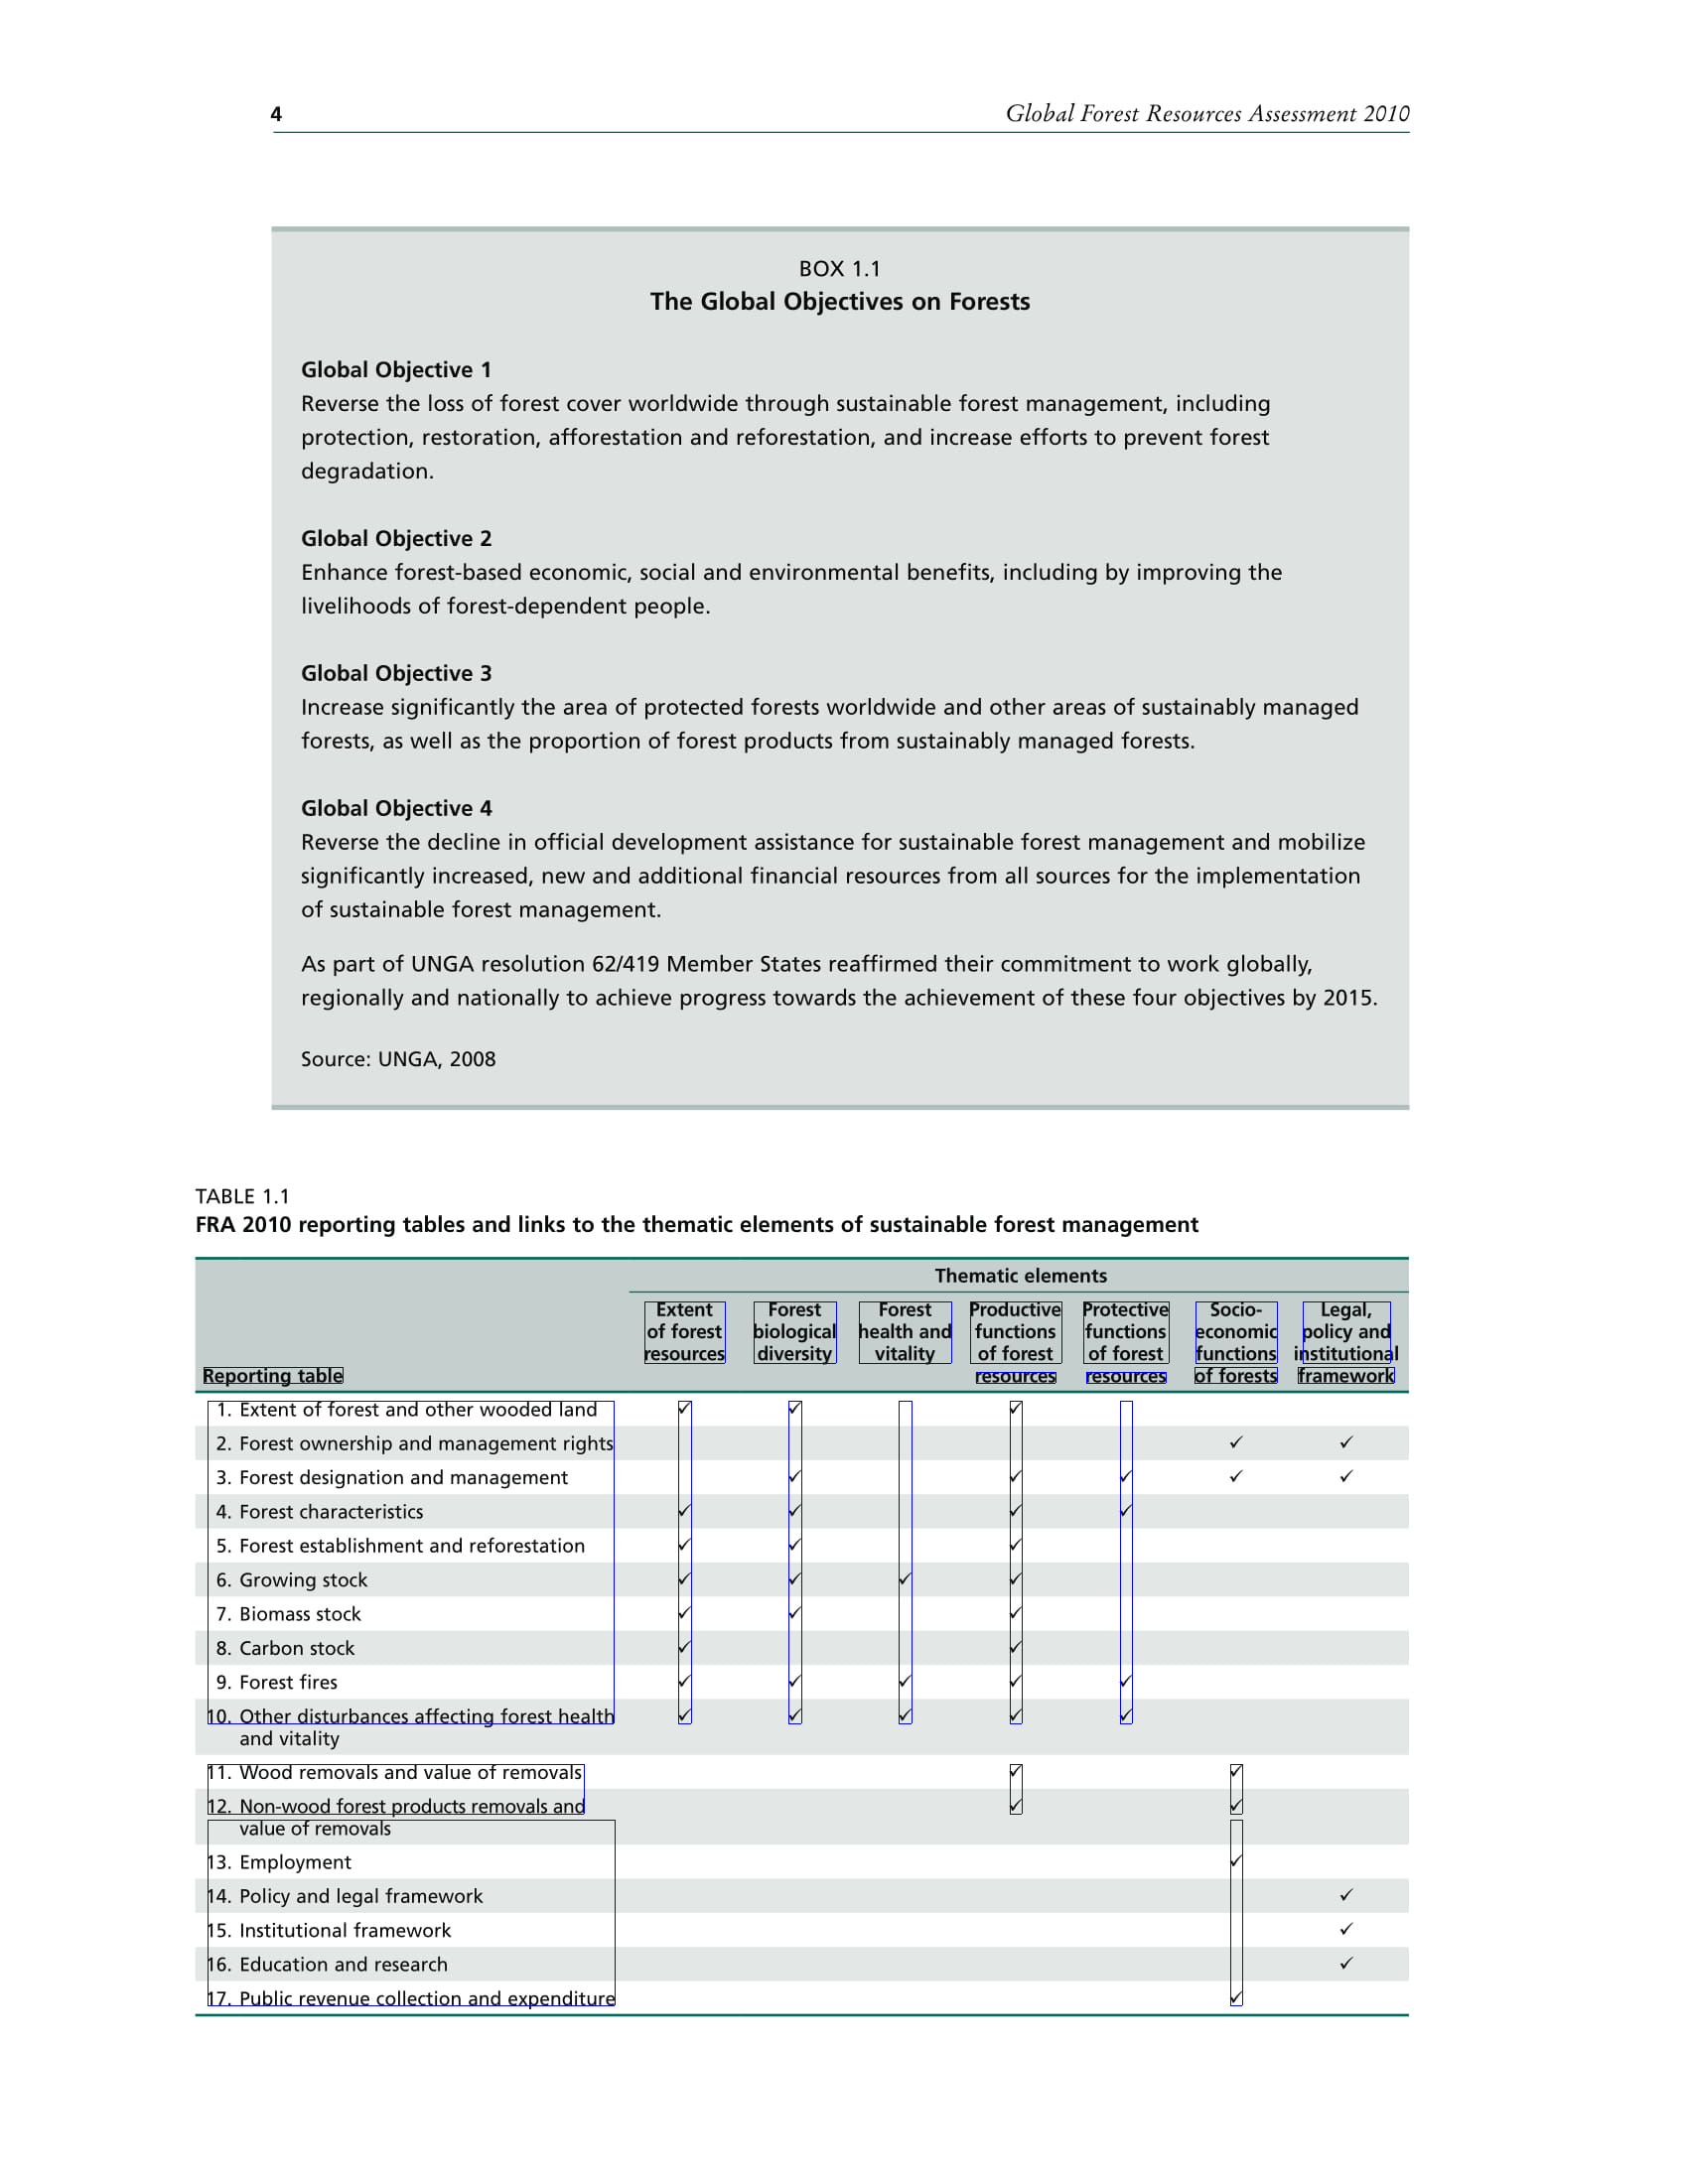 4
Global Forest Resources Assessment 2010
BOX 1.1
The Global Objectives on Forests
Global Objective 1
Reverse the loss of forest cover worldwide through sustainable forest management, including
protection, restoration, afforestation and reforestation, and increase efforts to prevent forest
degradation.
Global Objective 2
Enhance forest-based economic, social and environmental benefits, including by improving the
livelihoods of forest-dependent people.
Global Objective 3
Increase significantly the area of protected forests worldwide and other areas of sustainably managed
forests, as well as the proportion of forest products from sustainably managed forests.
Global Objective 4
Reverse the decline in official development assistance for sustainable forest management and mobilize
significantly increased, new and additional financial resources from all sources for the implementation
of sustainable forest management.
As part of UNGA resolution 62/419 Member States reaffirmed their commitment to work globally,
regionally and nationally to achieve progress towards the achievement of these four objectives by 2015.
Source: UNGA, 2008
TABLE 1.1
FRA 2010 reporting tables and links to the thematic elements of sustainable forest management
Thematic elements
Extent Forest Forest Productive Protective Socio- Legal,
of forest biological health and functions functions economic policy and
resources diversity vitality of forest of forest functions institutional
Reporting table resources resources of forests framework
1. Extent of forest and other wooded land ✓ ✓ ✓
2. Forest ownership and management rights ✓ ✓
3. Forest designation and management ✓ ✓ ✓ ✓ ✓
4. Forest characteristics ✓ ✓ ✓ ✓
5. Forest establishment and reforestation ✓ ✓ ✓
6. Growing stock ✓ ✓ ✓ ✓
7. Biomass stock ✓ ✓ ✓
8. Carbon stock ✓ ✓
9. Forest fires ✓ ✓ ✓ ✓ ✓
10. Other disturbances affecting forest health ✓ ✓ ✓ ✓ ✓
and vitality
11. Wood removals and value of removals ✓ ✓
12. Non-wood forest products removals and ✓ ✓
value of removals
13. Employment ✓
14. Policy and legal framework ✓
15. Institutional framework ✓
16. Education and research ✓
17. Public revenue collection and expenditure ✓